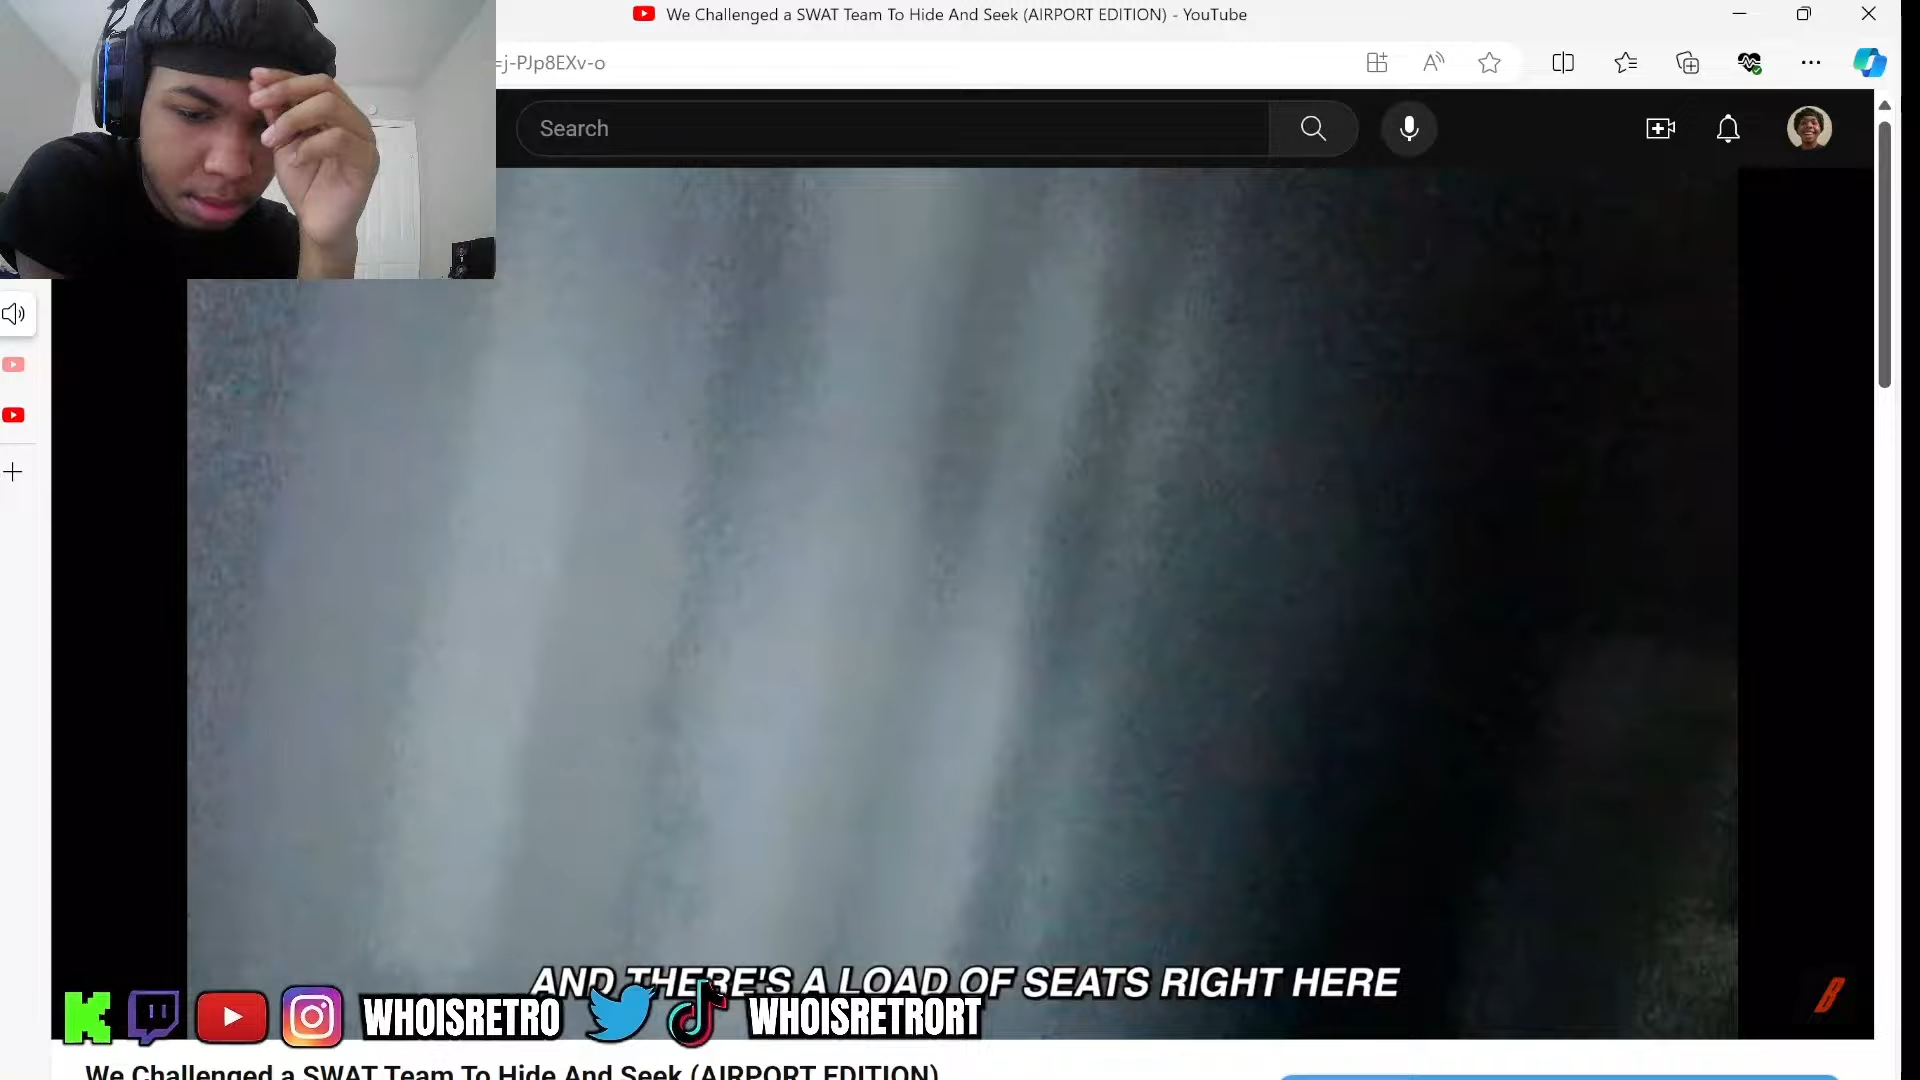 We Challenged a SWAT Team To Hide And Seek (AIRPORT EDITION) - YouTube
=j-PJp8EXv-o
Search
AND THERE'S A LOAD OF SEATS RIGHT HERE
WHOISRETRO
WHOISRETRORT
We Challenged a SWAT Team To Hide And Seek (AIRPORT EDITION)